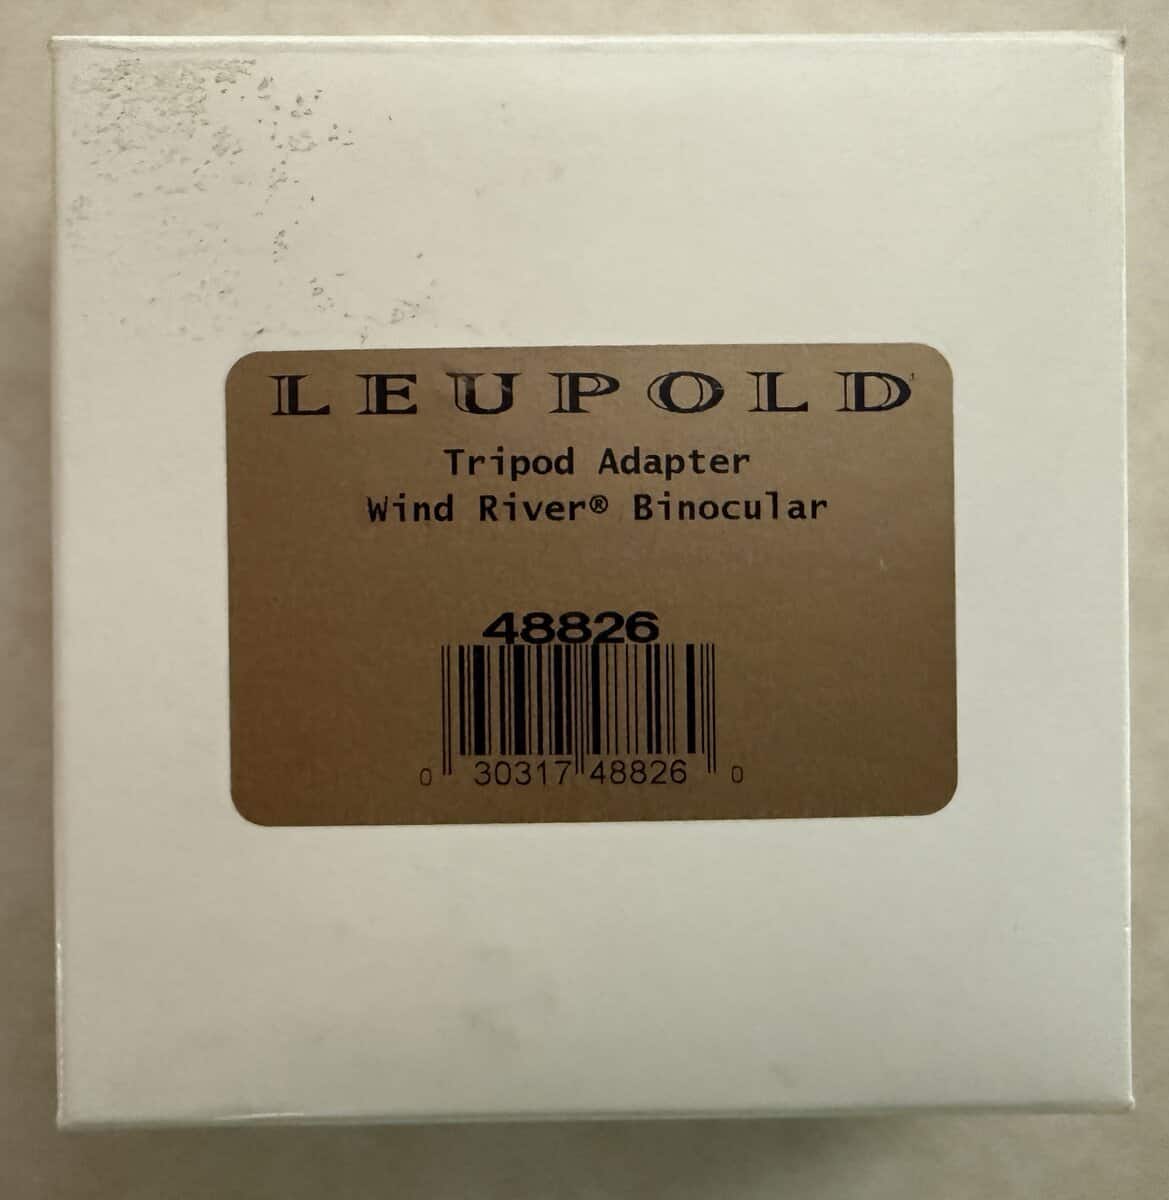 LEUPOLD
Tripod Adapter
Wind River® Binocular
48826
0 30317 48826 0